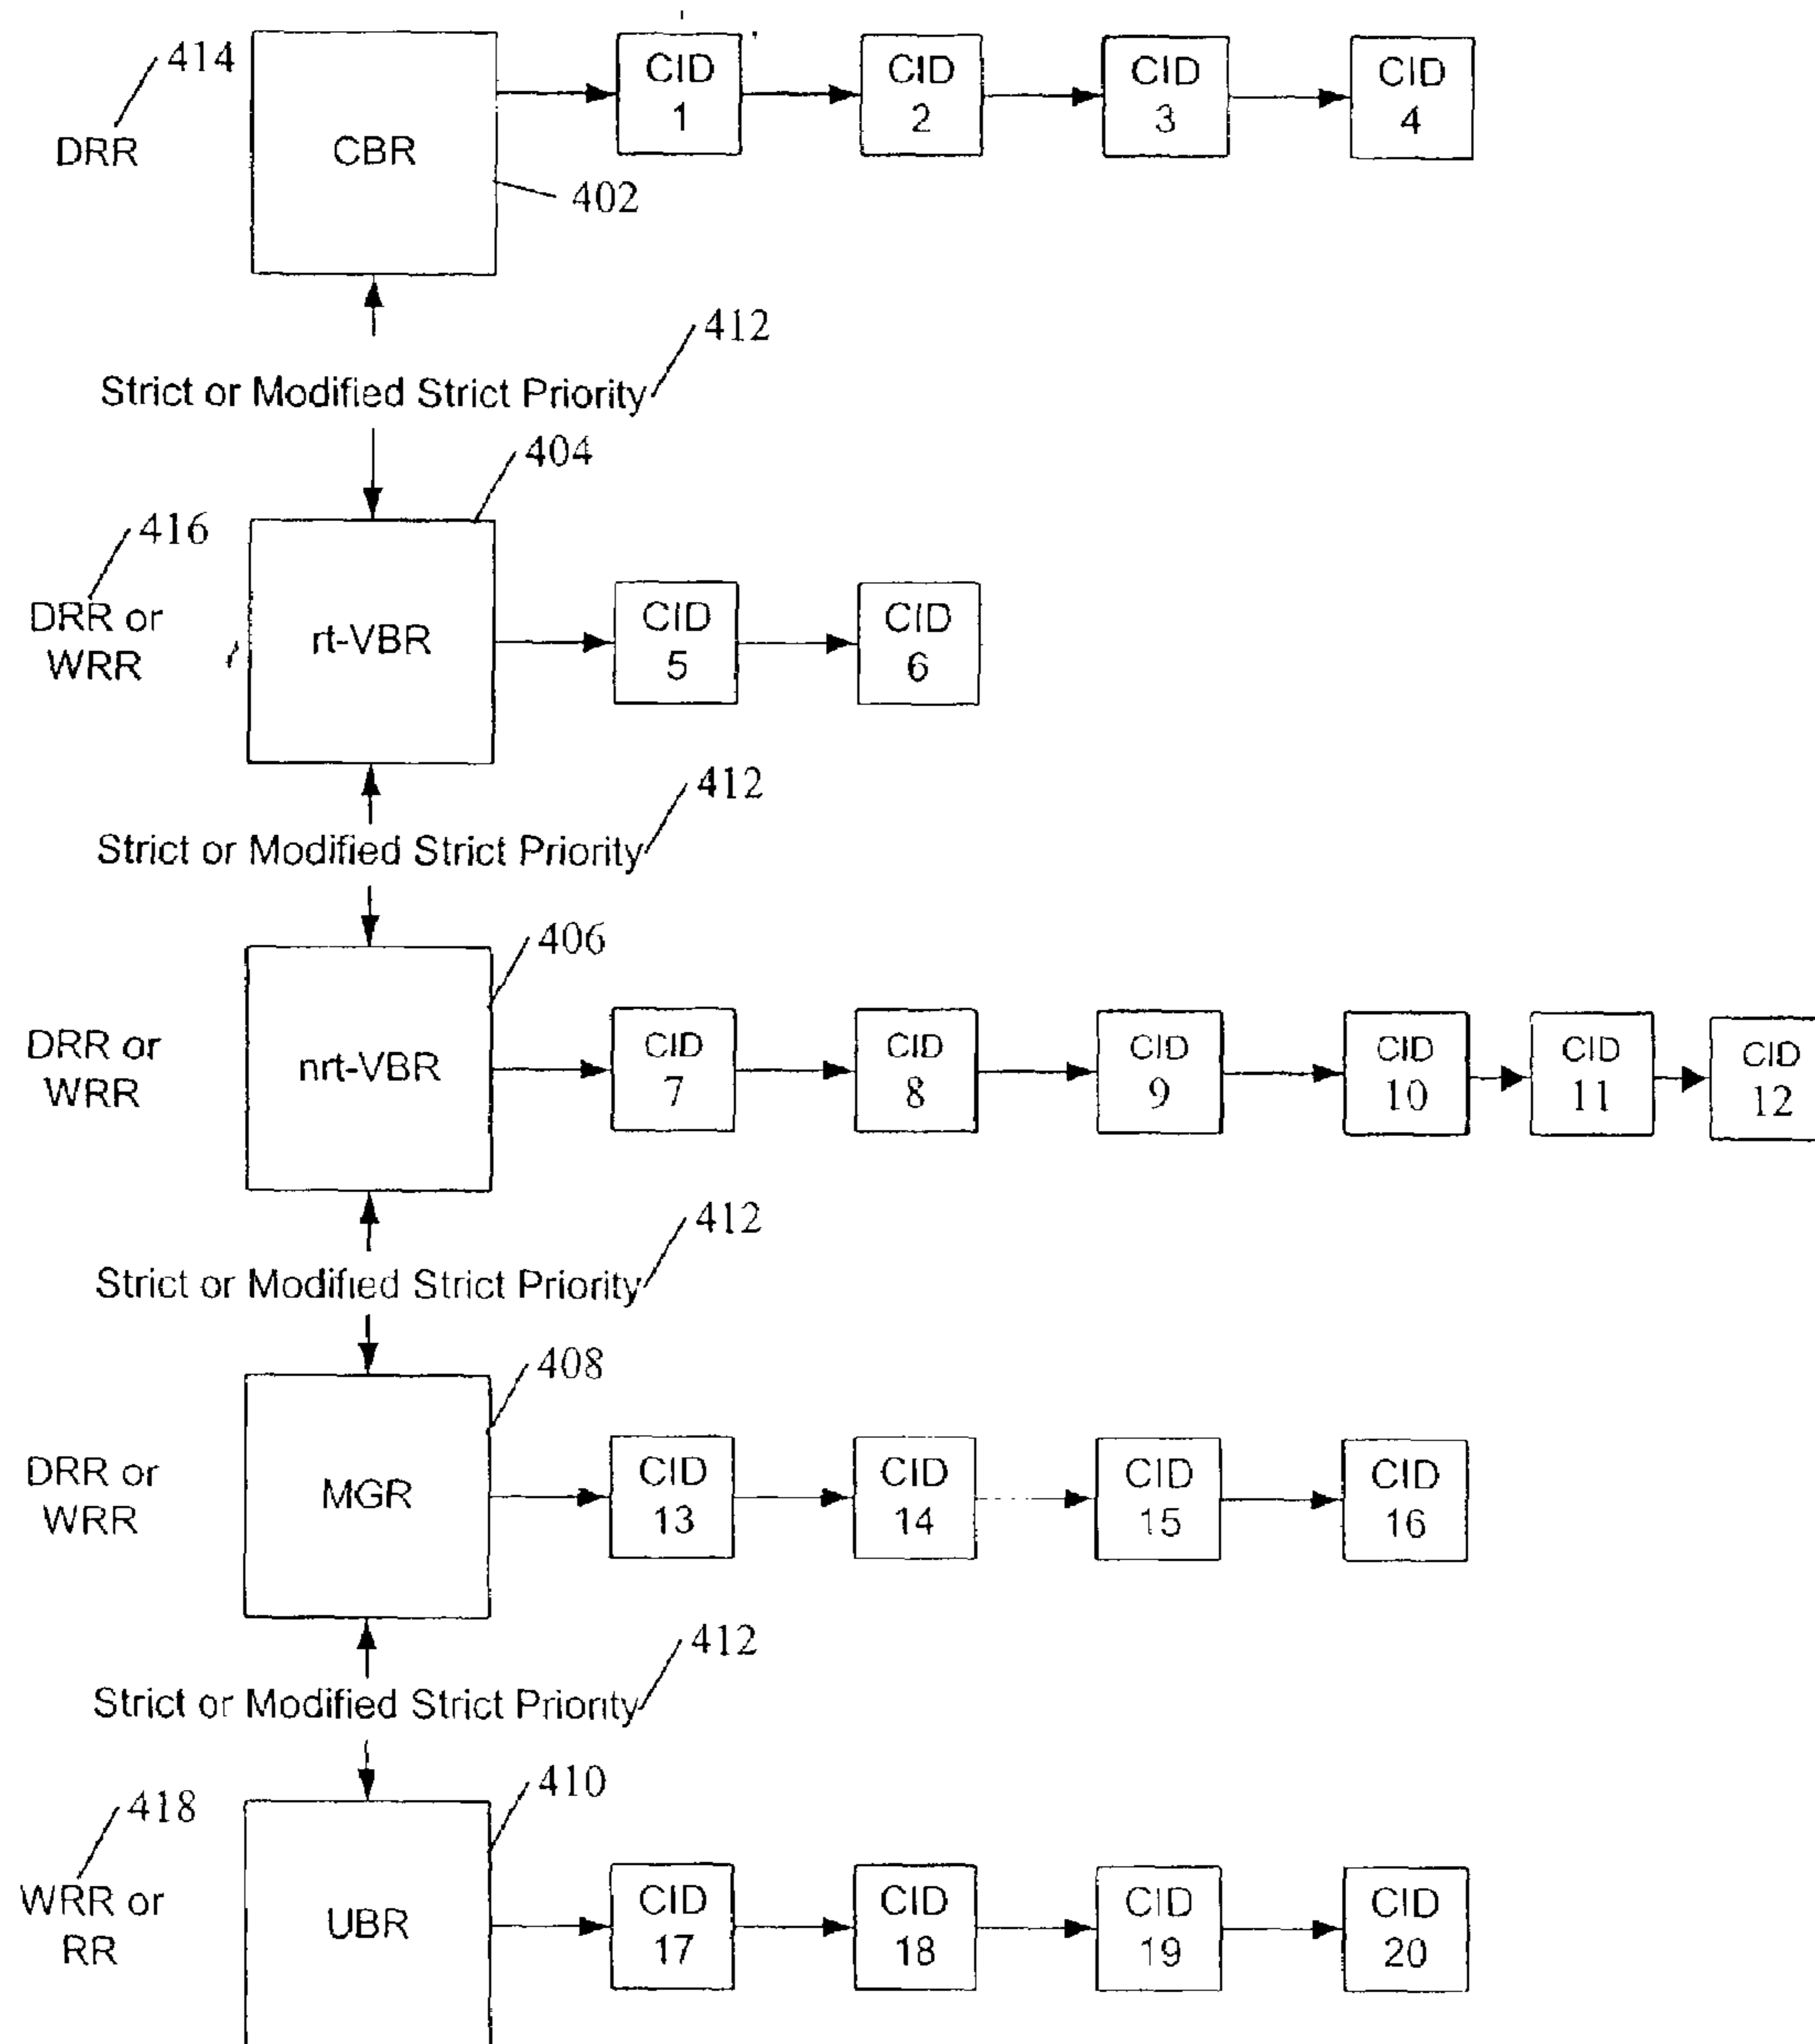 414
DRR
CBR
402
CID
1
CID
2
CID
3
CID
4
412
Strict or Modified Strict Priority
404
416
DRR or
WRR
rt-VBR
CID
5
CID
6
412
Strict or Modified Strict Priority
406
DRR or
WRR
nrt-VBR
CID
7
CID
8
CID
9
CID
10
CID
11
CID
12
412
Strict or Modified Strict Priority
408
DRR or
WRR
MGR
CID
13
CID
14
CID
15
CID
16
412
Strict or Modified Strict Priority
410
418
WRR or
RR
UBR
CID
17
CID
18
CID
19
CID
20